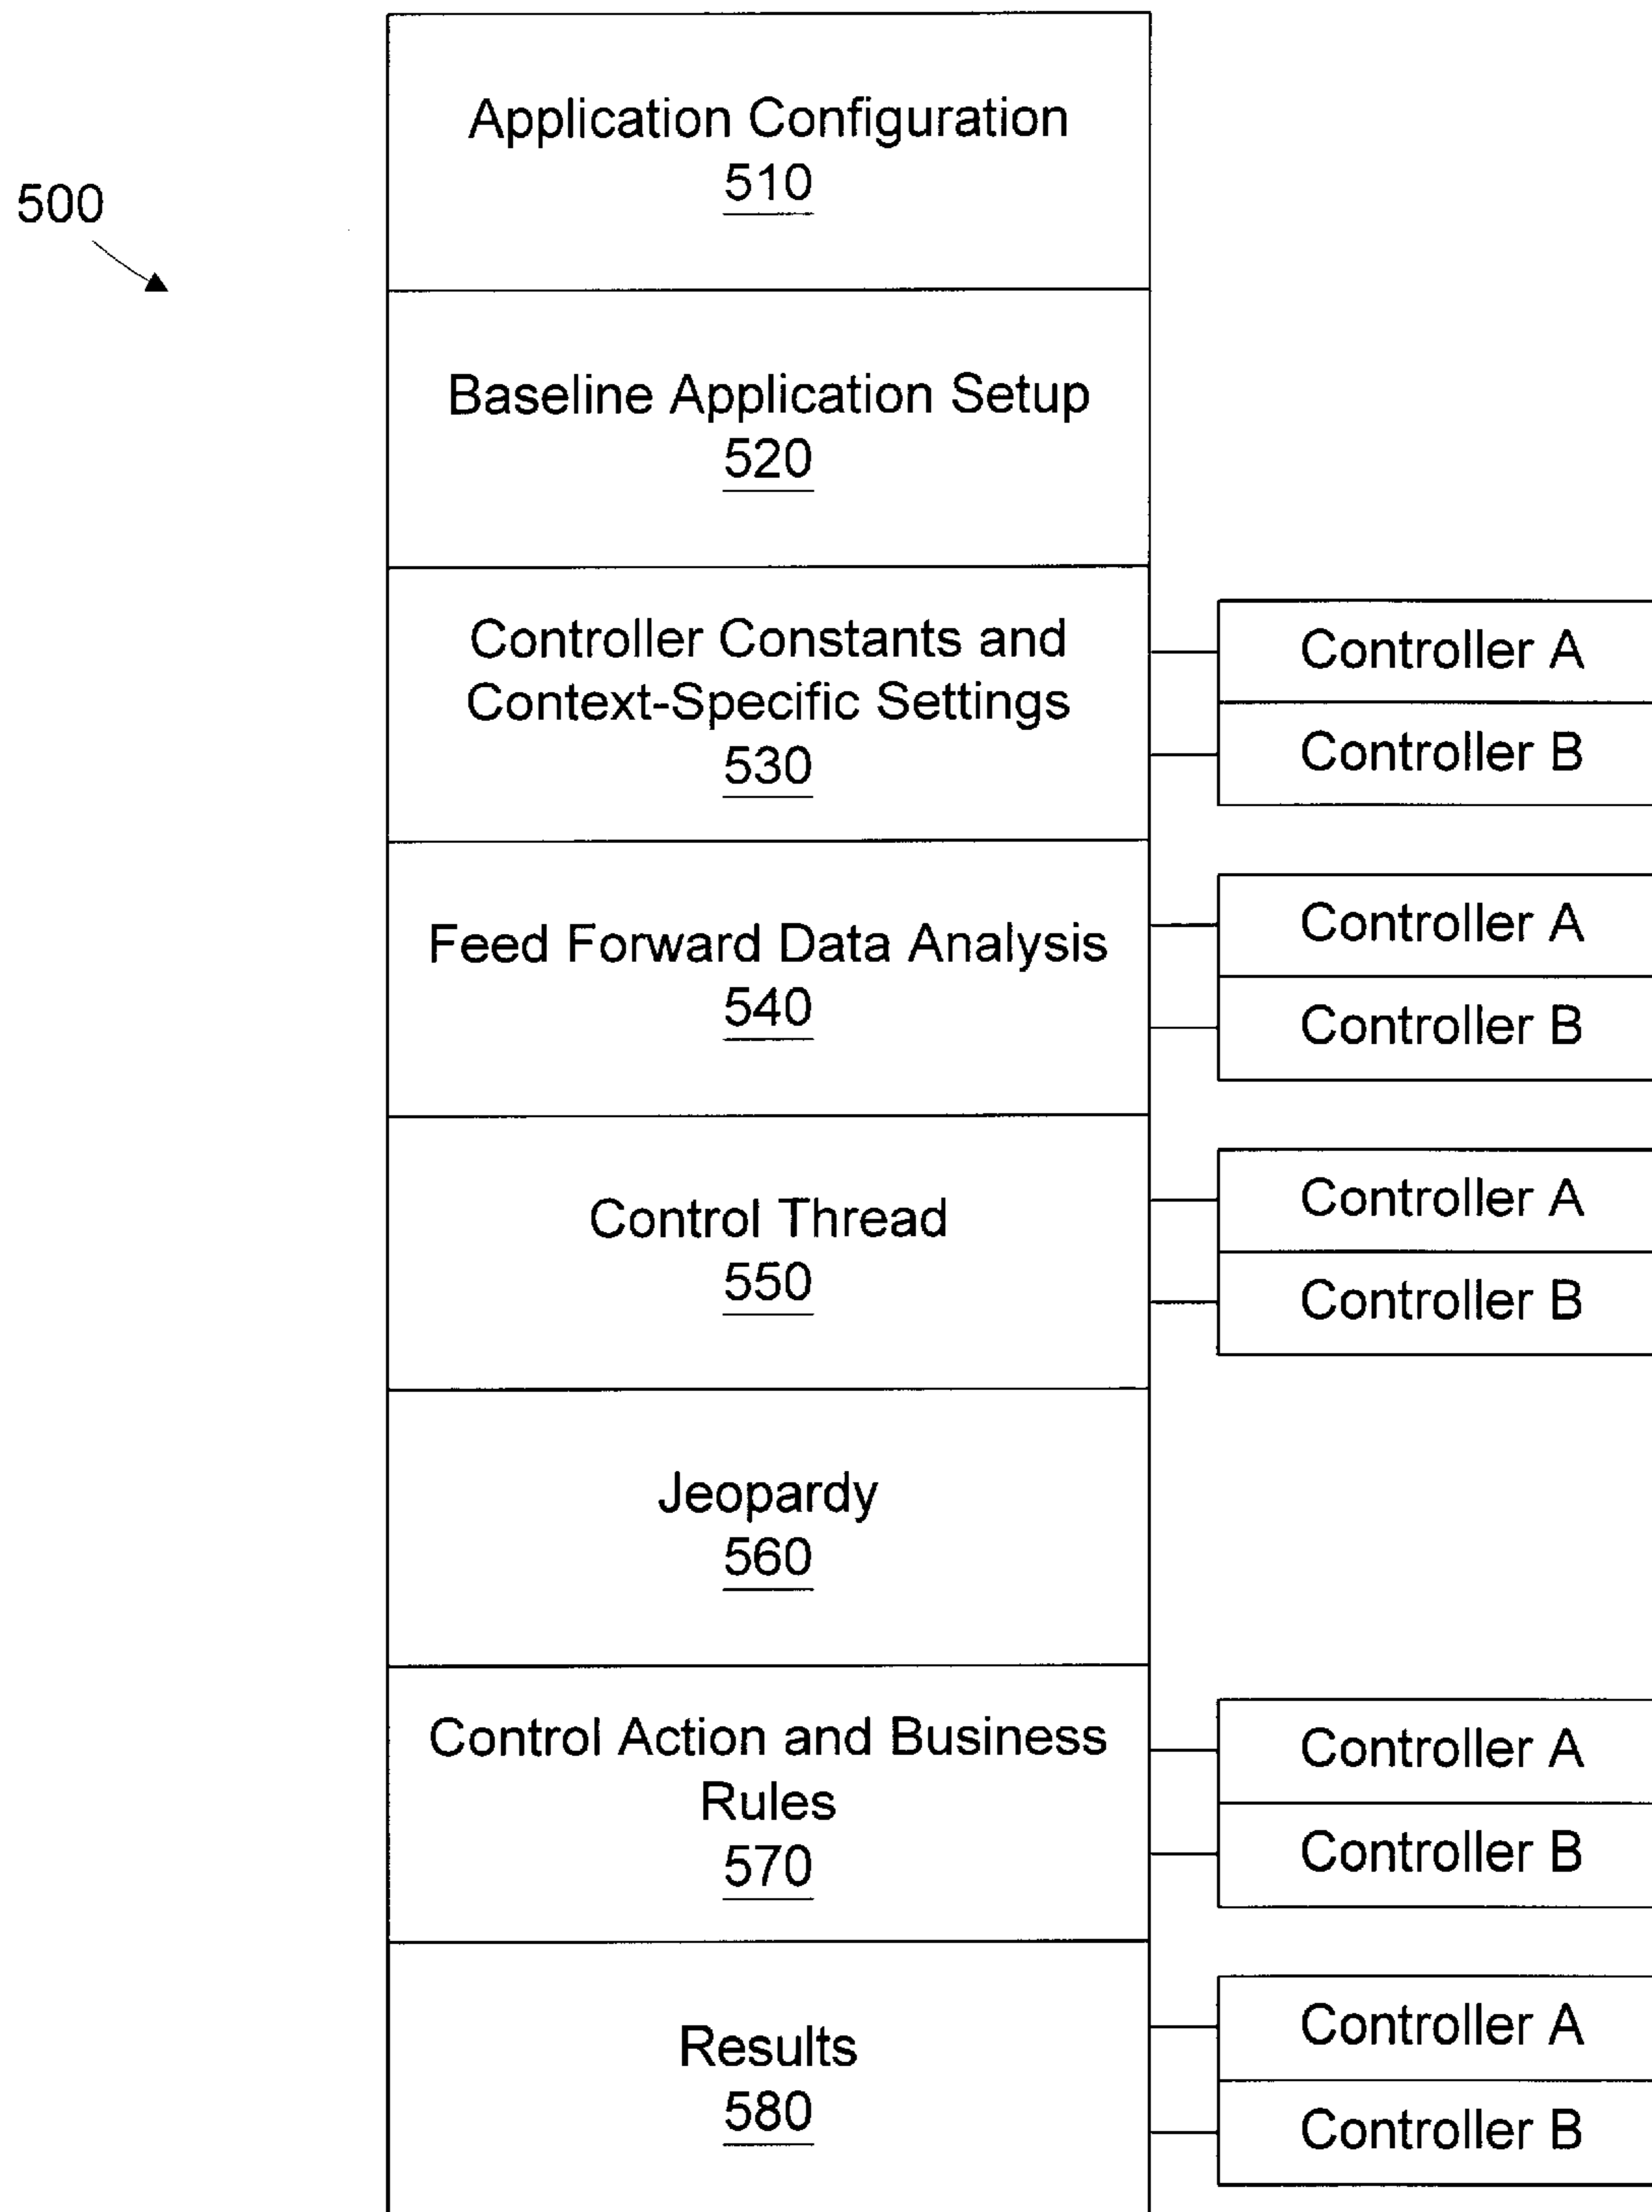 Application Configuration
510
500
Baseline Application Setup
520
Controller Constants and
Context-Specific Settings
530
Controller A
Controller B
Feed Forward Data Analysis
540
Controller A
Controller B
Control Thread
550
Controller A
Controller B
Jeopardy
560
Control Action and Business
Rules
570
Controller A
Controller B
Results
580
Controller A
Controller B